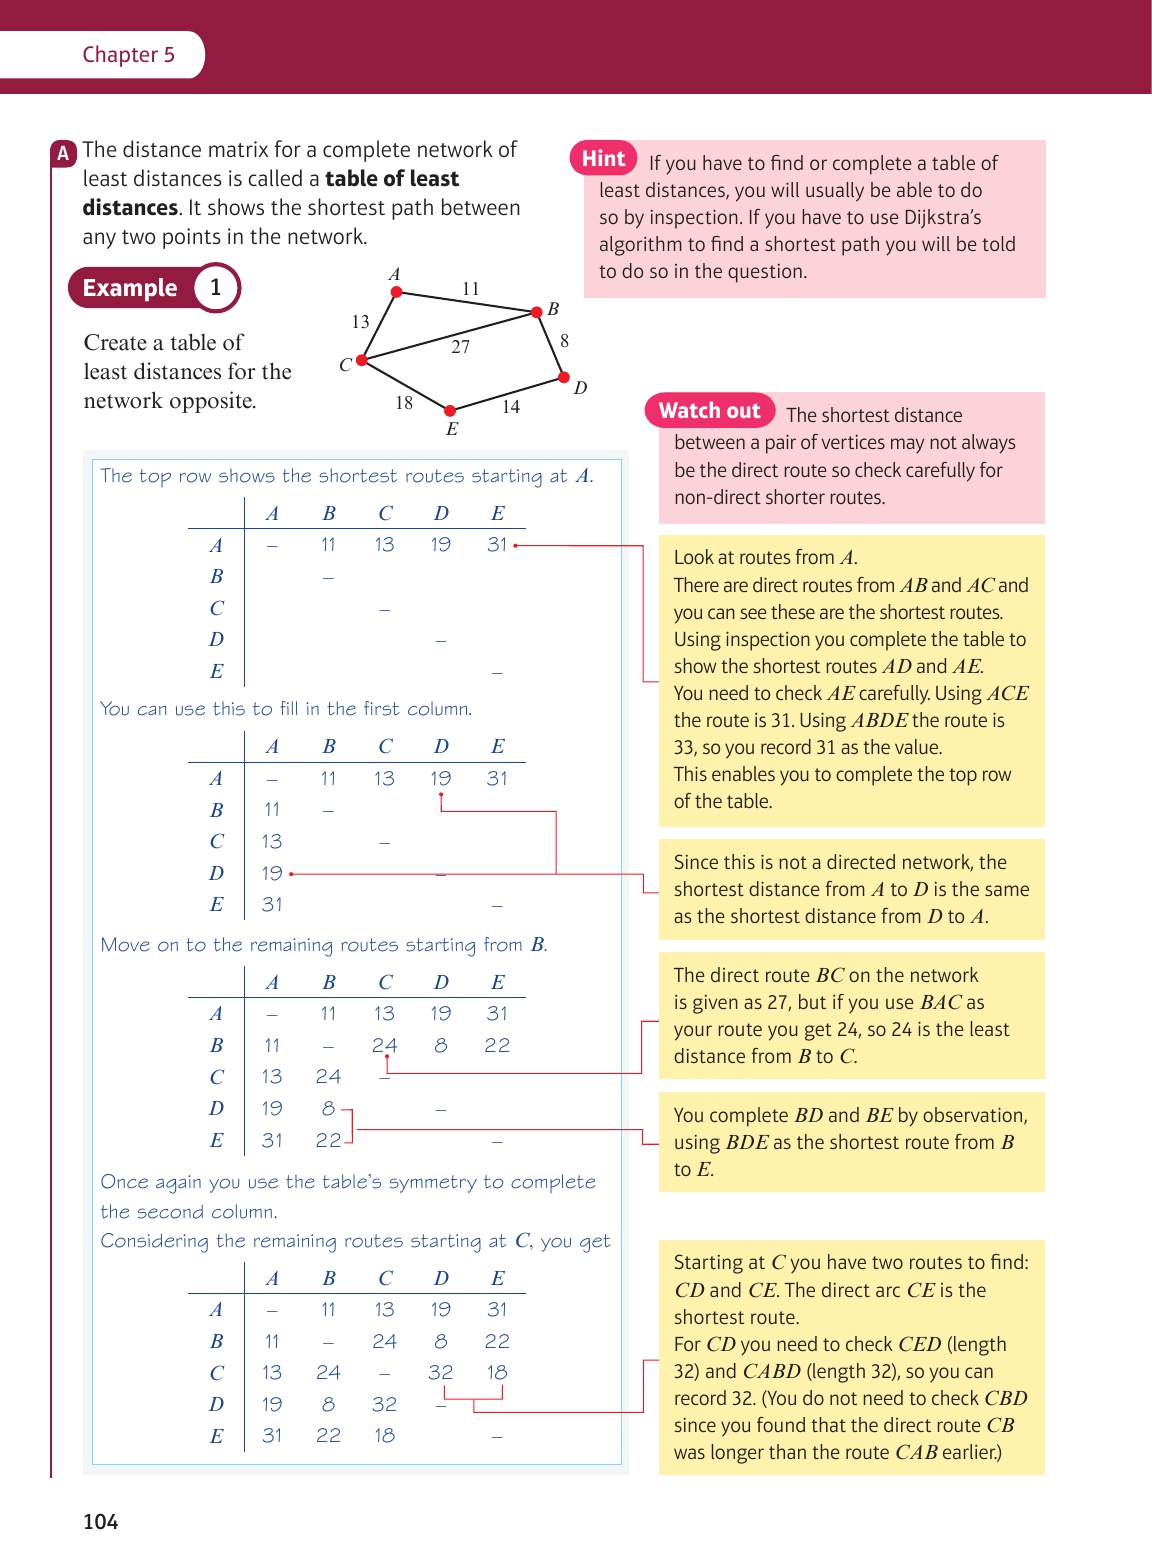 Chapter 5
A
The distance matrix for a complete network of
least distances is called a table of least
distances. It shows the shortest path between
any two points in the network.
Hint If you have to find or complete a table of
least distances, you will usually be able to do
so by inspection. If you have to use Dijkstra's
algorithm to find a shortest path you will be told
to do so in the question.
Example 1
Create a table of
least distances for the
network opposite.
A
11
B
13
27
8
C
D
18
14
E
Watch out The shortest distance
between a pair of vertices may not always
be the direct route so check carefully for
non-direct shorter routes.
The top row shows the shortest routes starting at A.
A B C D E
A – 11 13 19 31
B –
C –
D –
E –
Look at routes from A.
There are direct routes from AB and AC and
you can see these are the shortest routes.
Using inspection you complete the table to
show the shortest routes AD and AE.
You need to check AE carefully. Using ACE
the route is 31. Using ABDE the route is
33, so you record 31 as the value.
This enables you to complete the top row
of the table.
You can use this to fill in the first column.
A B C D E
A – 11 13 19 31
B 11 –
C 13 –
D 19 –
E 31 –
Since this is not a directed network, the
shortest distance from A to D is the same
as the shortest distance from D to A.
Move on to the remaining routes starting from B.
A B C D E
A – 11 13 19 31
B 11 – 24 8 22
C 13 24 –
D 19 8 –
E 31 22 –
The direct route BC on the network
is given as 27, but if you use BAC as
your route you get 24, so 24 is the least
distance from B to C.
You complete BD and BE by observation,
using BDE as the shortest route from B
to E.
Once again you use the table's symmetry to complete
the second column.
Considering the remaining routes starting at C, you get
A B C D E
A – 11 13 19 31
B 11 – 24 8 22
C 13 24 – 32 18
D 19 8 32 –
E 31 22 18 –
Starting at C you have two routes to find:
CD and CE. The direct arc CE is the
shortest route.
For CD you need to check CED (length
32) and CABD (length 32), so you can
record 32. (You do not need to check CBD
since you found that the direct route CB
was longer than the route CAB earlier.)
104